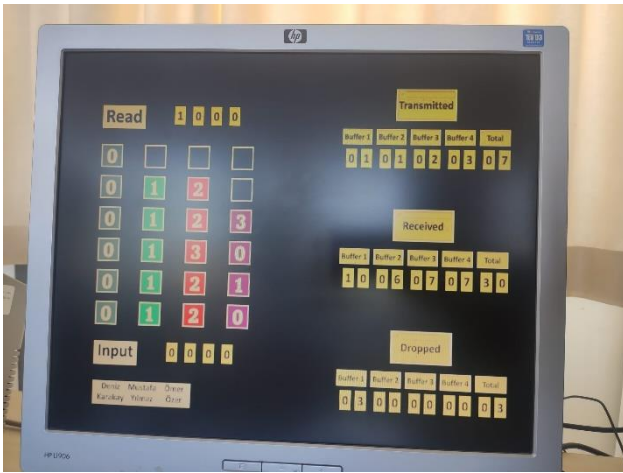 hp
Read 1 0 0 0
0
0 1 2
0 1 2 3
0 1 3 0
0 1 2 1
0 1 2 0
Input 0 0 0 0
Deniz Mustafa Ömer
Karakay Yılmaz Özer
Transmitted
Buffer 1 Buffer 2 Buffer 3 Buffer 4 Total
0 1 0 1 0 2 0 3 0 7
Received
Buffer 1 Buffer 2 Buffer 3 Buffer 4 Total
1 0 0 6 0 7 0 7 3 0
Dropped
Buffer 1 Buffer 2 Buffer 3 Buffer 4 Total
0 3 0 0 0 0 0 0 0 3
HP L1906